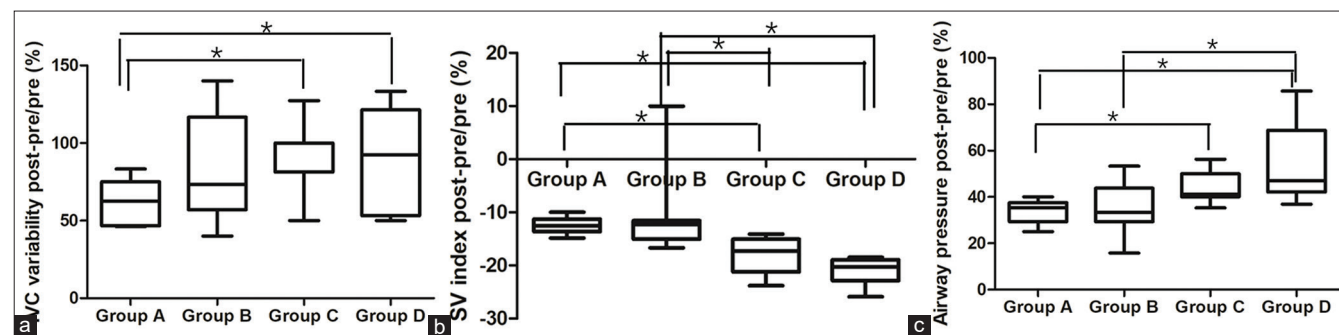 IVC variability post-pre/pre (%)
150
100
50
0
*
*
Group A Group B Group C Group D
a
SV index post-pre/pre (%)
20
10
0
-10
-20
-30
*
*
*
*
Group A Group B Group C Group D
b
Airway pressure post-pre/pre (%)
100
80
60
40
20
0
*
*
*
Group A Group B Group C Group D
c